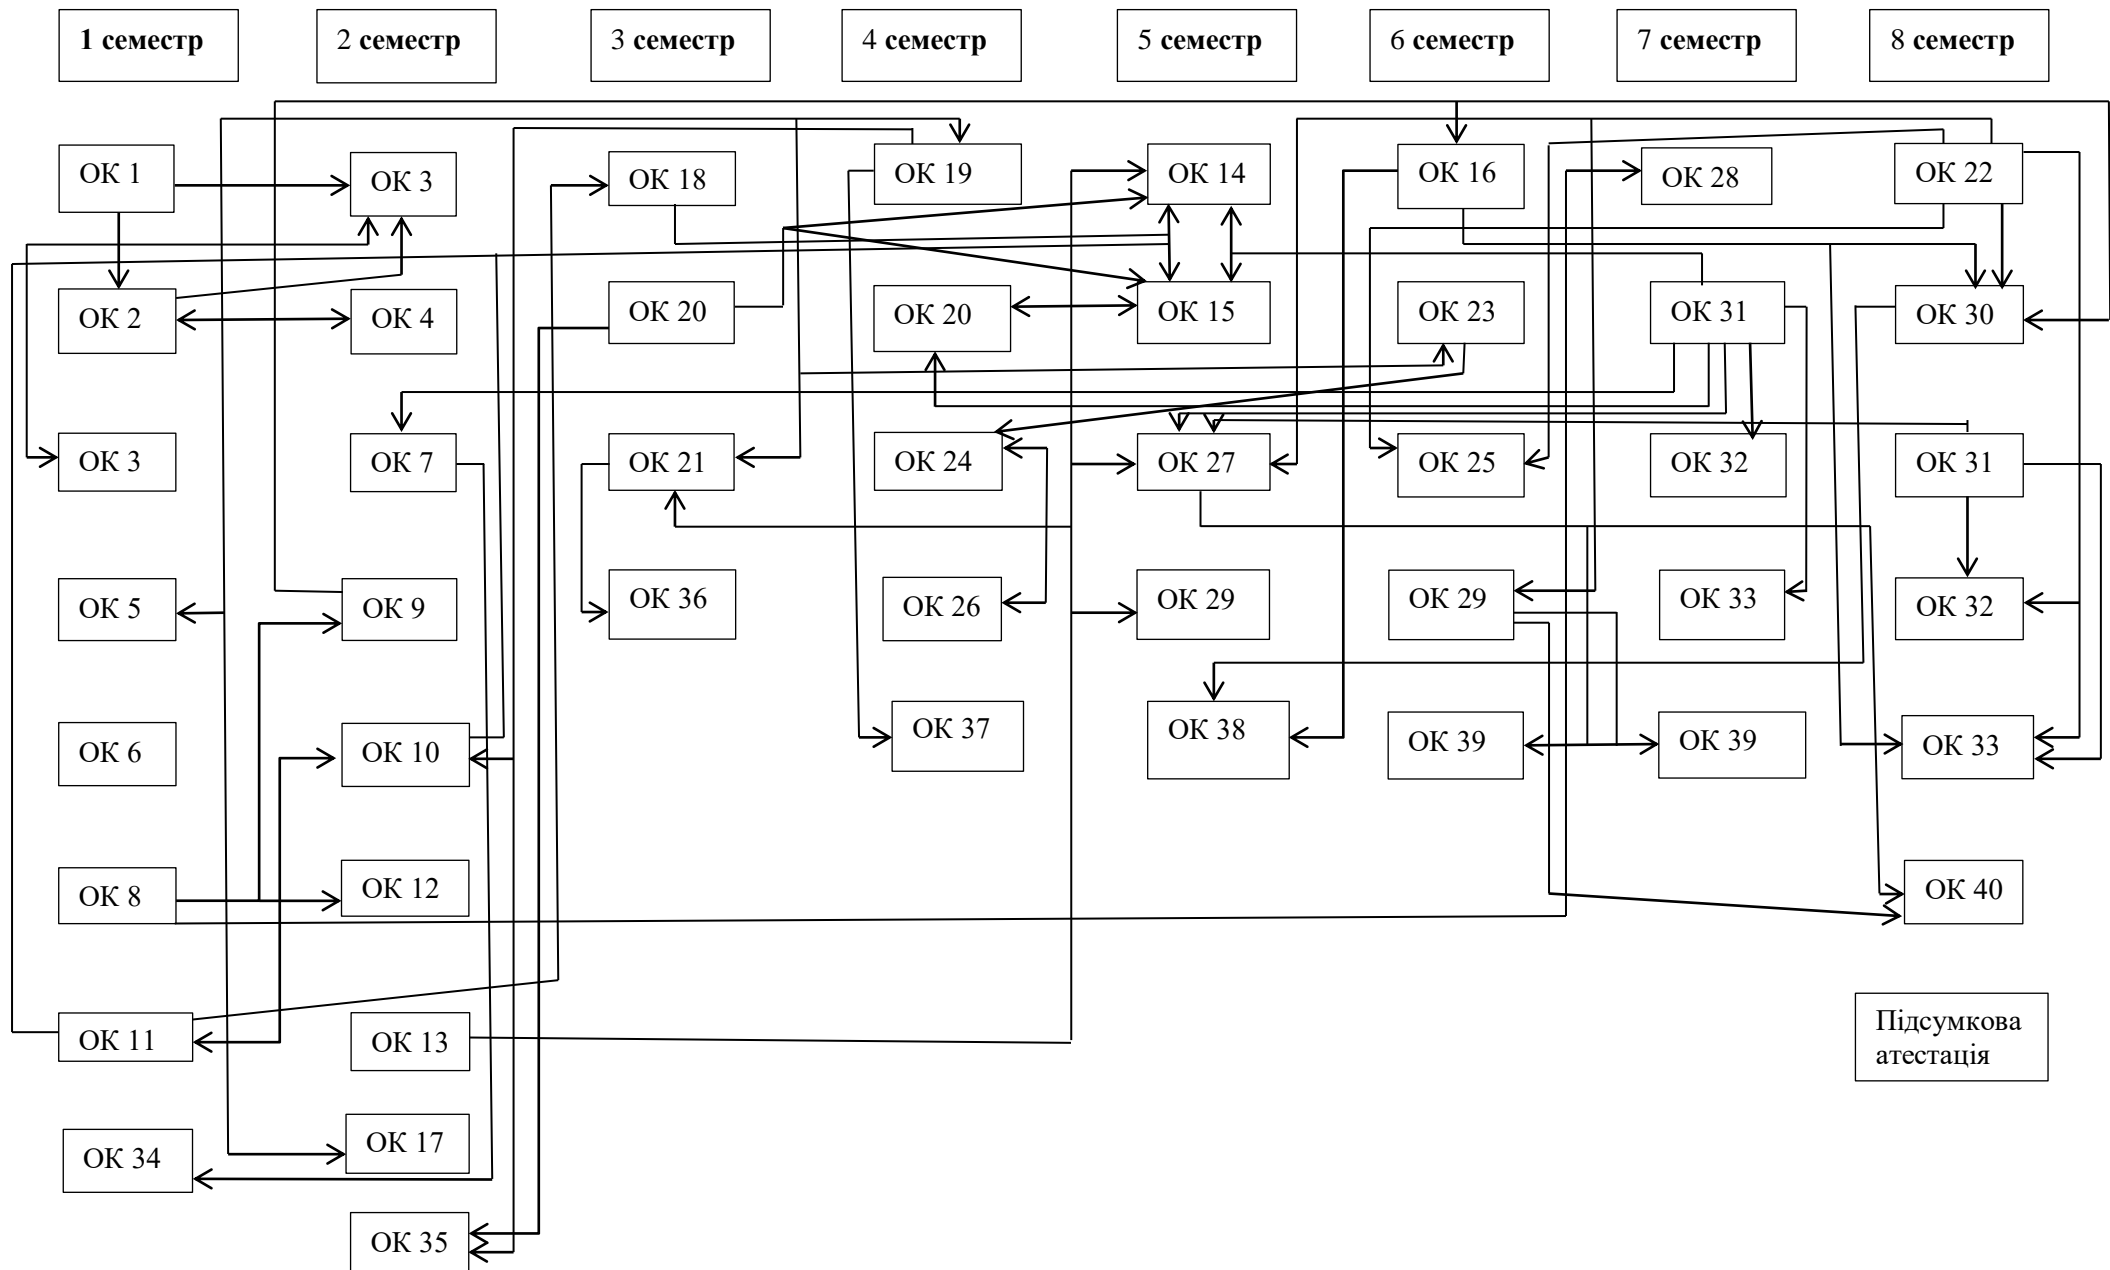 1 семестр
2 семестр
3 семестр
4 семестр
5 семестр
6 семестр
7 семестр
8 семестр
ОК 1
ОК 3
ОК 18
ОК 19
ОК 14
ОК 16
ОК 28
ОК 22
ОК 2
ОК 4
ОК 20
ОК 20
ОК 15
ОК 23
ОК 31
ОК 30
ОК 3
ОК 7
ОК 21
ОК 24
ОК 27
ОК 25
ОК 32
ОК 31
ОК 5
ОК 9
ОК 36
ОК 26
ОК 29
ОК 29
ОК 33
ОК 32
ОК 6
ОК 10
ОК 37
ОК 38
ОК 39
ОК 39
ОК 33
ОК 8
ОК 12
ОК 40
ОК 11
ОК 13
Підсумкова
атестація
ОК 34
ОК 17
ОК 35